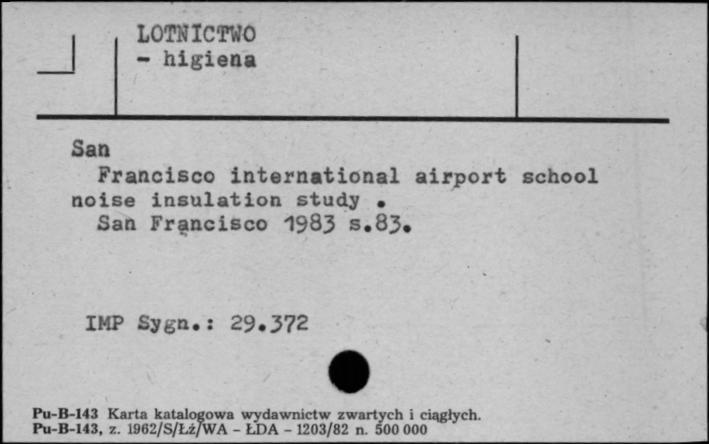 LOTNICTWO
- higiena
San
Francisco international airport school
noise insulation study .
San Francisco 1983 s.83.
IMP Sygn.: 29.372
Pu-B-143 Karta katalogowa wydawnictw zwartych i ciągłych.
Pu-B-143, z. 1962/S/Łż/WA - ŁDA - 1203/82 n. 500 000